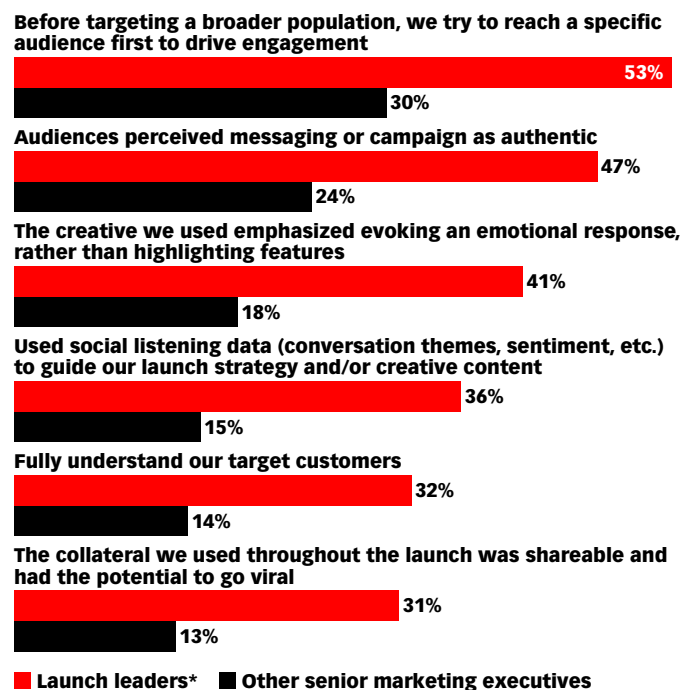 Before targeting a broader population, we try to reach a specific
audience first to drive engagement
53%
30%
Audiences perceived messaging or campaign as authentic
47%
24%
The creative we used emphasized evoking an emotional response,
rather than highlighting features
41%
18%
Used social listening data (conversation themes, sentiment, etc.)
to guide our launch strategy and/or creative content
36%
15%
Fully understand our target customers
32%
14%
The collateral we used throughout the launch was shareable and
had the potential to go viral
31%
13%
Launch leaders* Other senior marketing executives